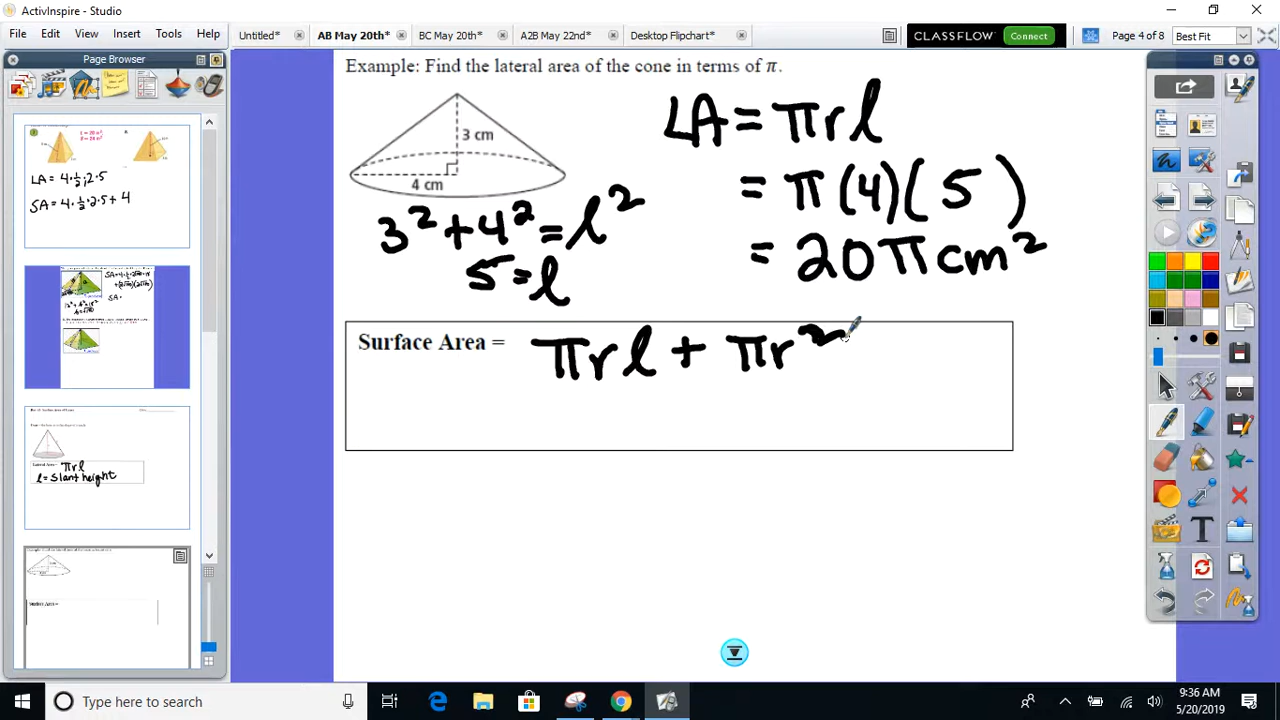 ActivInspire - Studio
File Edit View Insert Tools Help
Untitled* AB May 20th* BC May 20th* A2B May 22nd* Desktop Flipchart*
CLASSFLOW Connect
Page 4 of 8 Best Fit
Page Browser
LA = 4·½·2·5
SA = 4·½·2·5 + 4
Lateral Area = πrl
l = slant height
Surface Area =
Example: Find the lateral area of the cone in terms of π.
3 cm
4 cm
3² + 4² = l²
5 = l
LA = πrl
= π(4)(5)
= 20π cm²
Surface Area = πrl + πr²
Type here to search
9:36 AM
5/20/2019